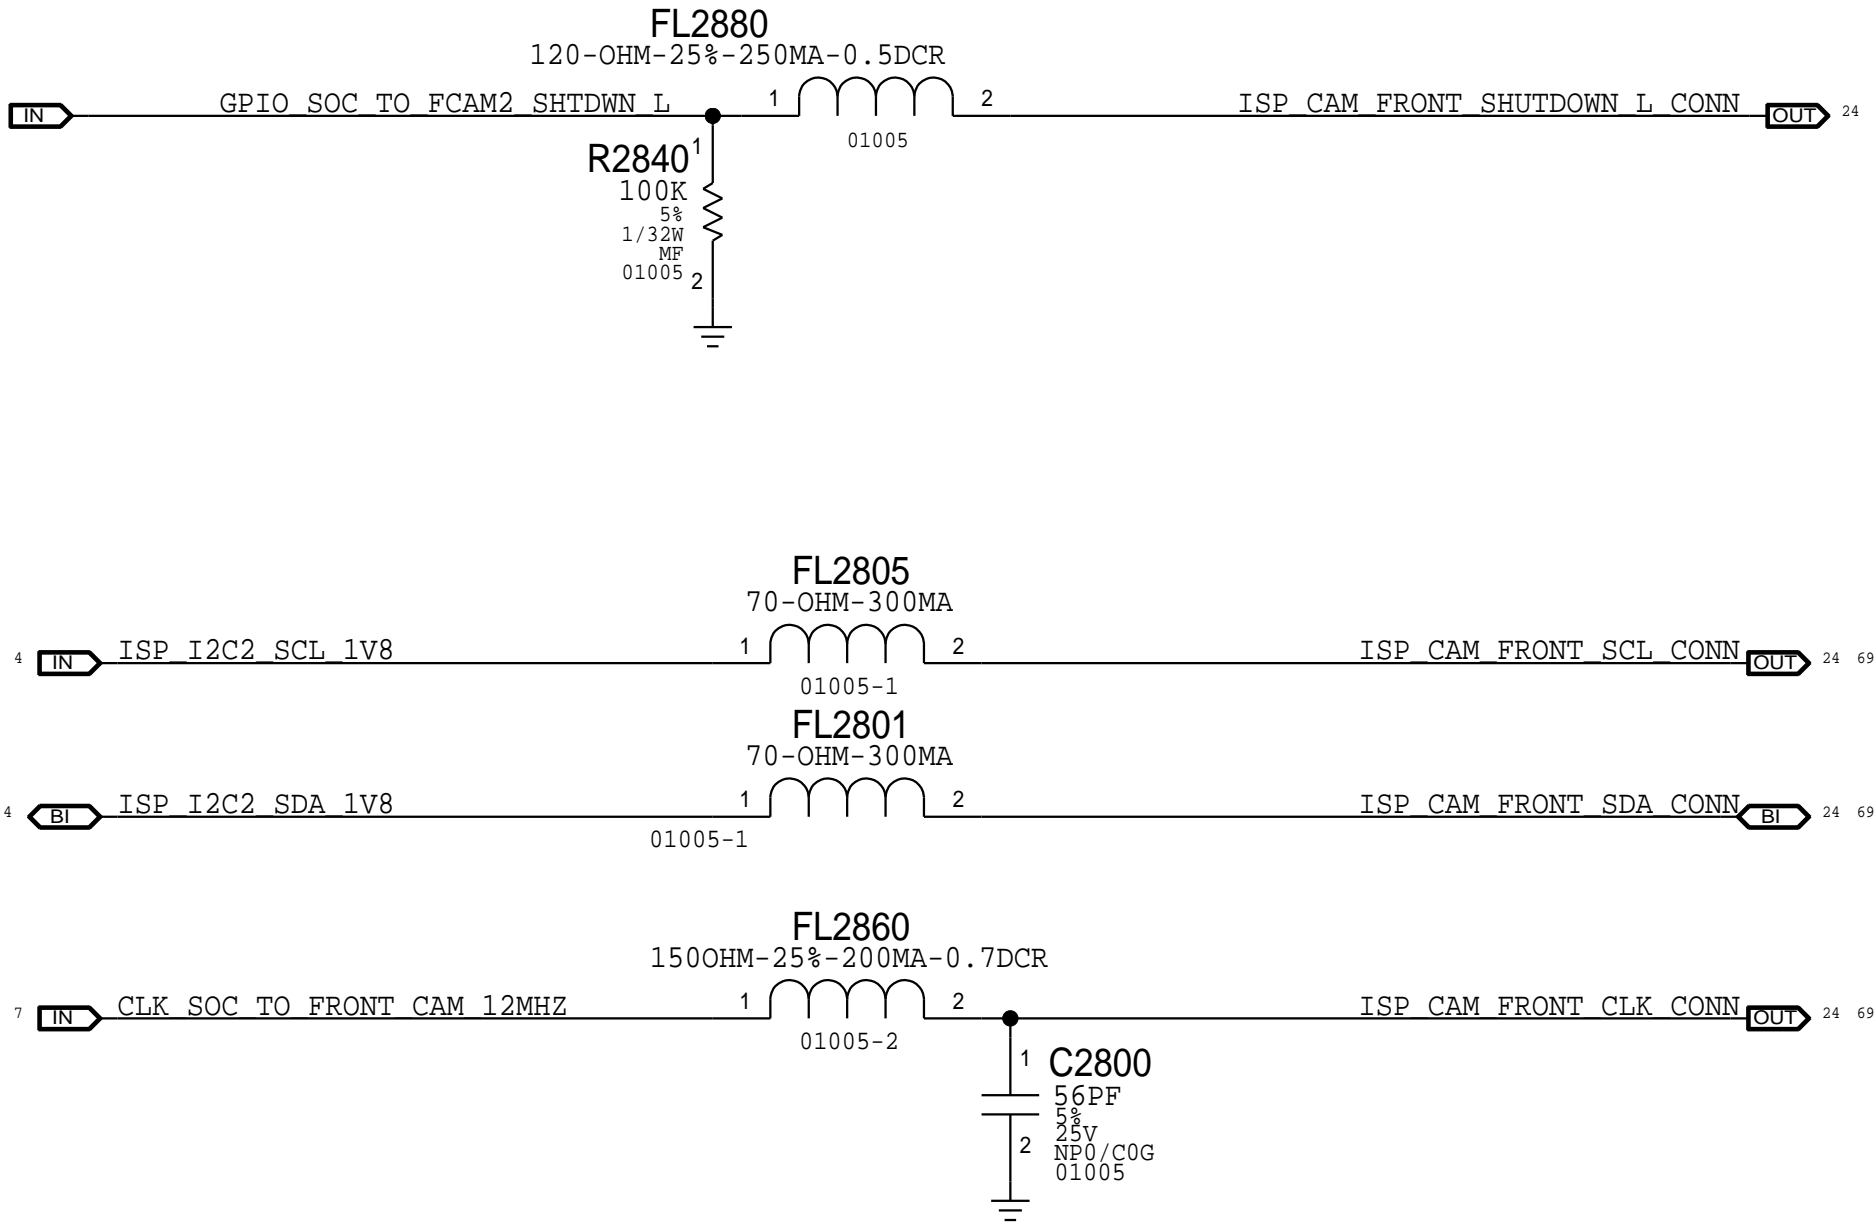 FL2880
120-OHM-25%-250MA-0.5DCR
IN GPIO_SOC_TO_FCAM2_SHTDWN_L 1 2 ISP_CAM_FRONT_SHUTDOWN_L_CONN OUT 24
01005
R2840 1
100K
5%
1/32W
MF
01005 2
FL2805
70-OHM-300MA
4 IN ISP_I2C2_SCL_1V8 1 2 ISP_CAM_FRONT_SCL_CONN OUT 24 69
01005-1
FL2801
70-OHM-300MA
4 BI ISP_I2C2_SDA_1V8 1 2 ISP_CAM_FRONT_SDA_CONN BI 24 69
01005-1
FL2860
150OHM-25%-200MA-0.7DCR
7 IN CLK_SOC_TO_FRONT_CAM_12MHZ 1 2 ISP_CAM_FRONT_CLK_CONN OUT 24 69
01005-2
1 C2800
56PF
5%
25V
2 NP0/C0G
01005